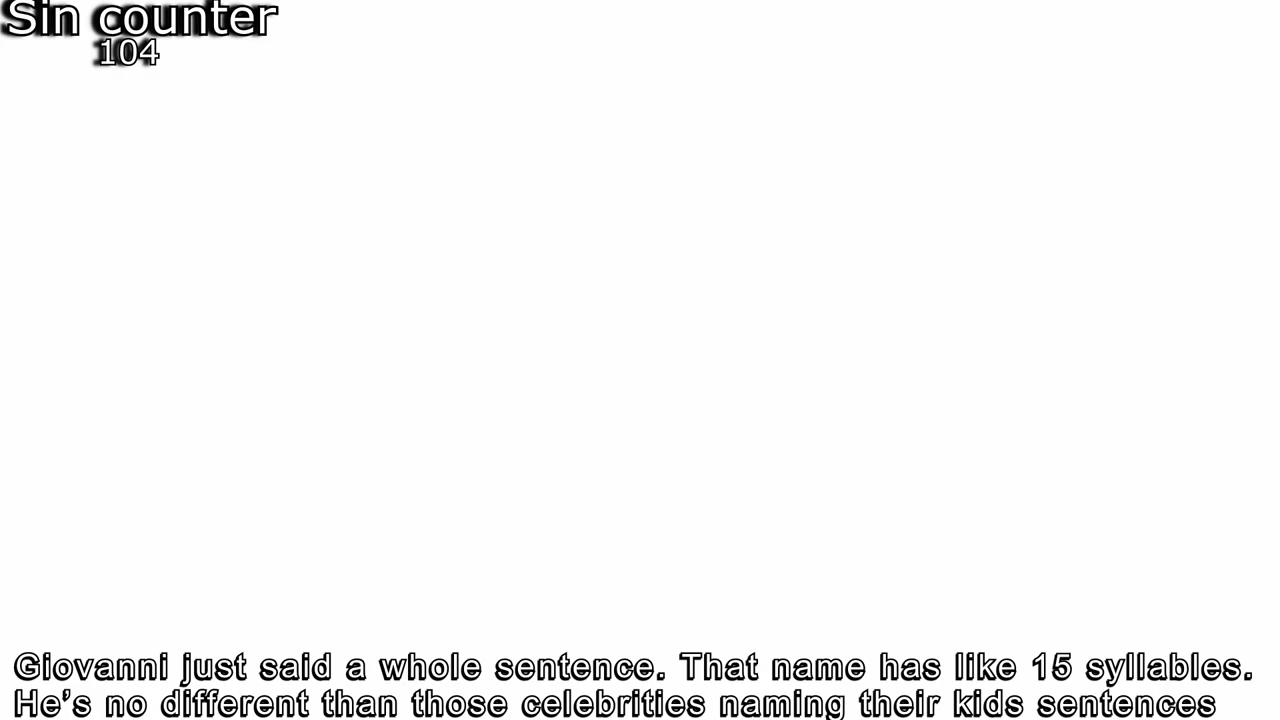 Sin counter
104
Giovanni just said a whole sentence. That name has like 15 syllables.
He’s no different than those celebrities naming their kids sentences